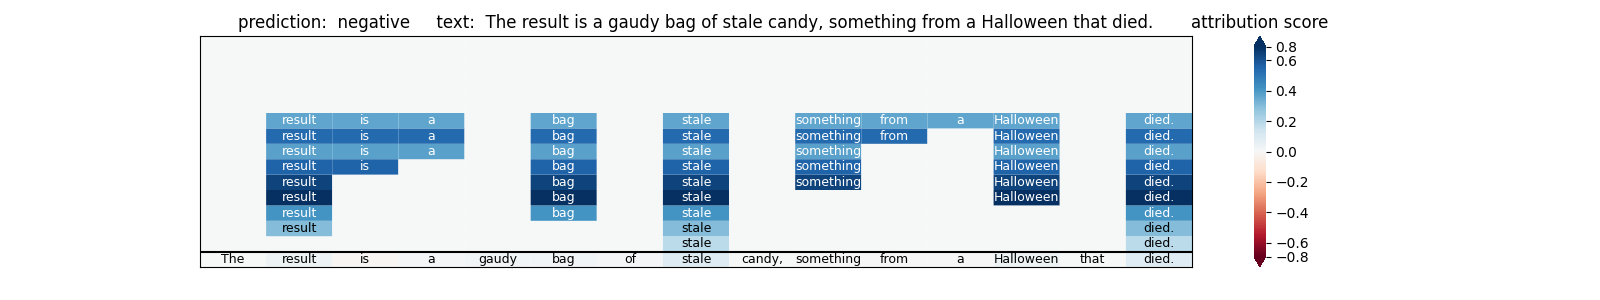 prediction: negative text: The result is a gaudy bag of stale candy, something from a Halloween that died. attribution score
result is a bag stale something from a Halloween died.
result is a bag stale something from Halloween died.
result is a bag stale something Halloween died.
result is bag stale something Halloween died.
result bag stale something Halloween died.
result bag stale Halloween died.
result bag stale died.
result stale died.
stale died.
The result is a gaudy bag of stale candy, something from a Halloween that died.
0.8
0.6
0.4
0.2
0.0
−0.2
−0.4
−0.6
−0.8